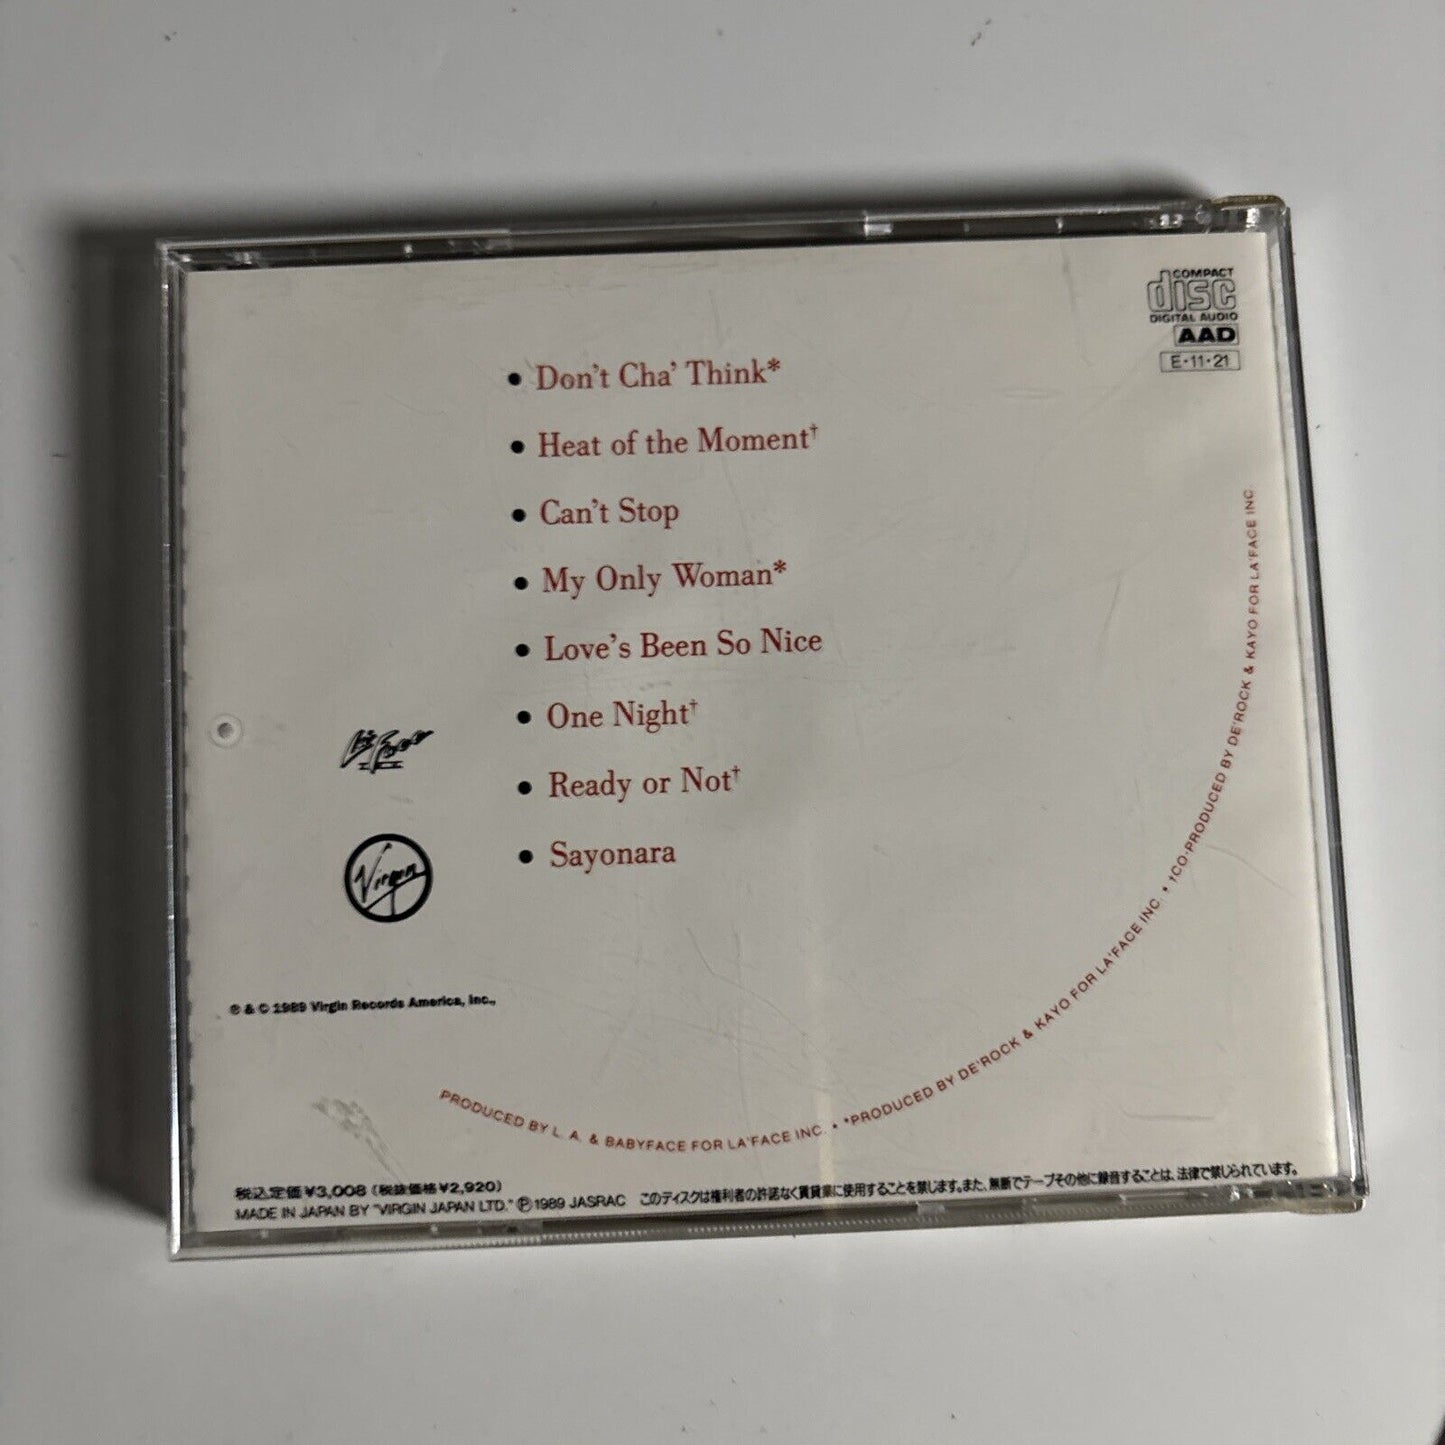 COMPACT
disc
DIGITAL AUDIO
AAD
E·11·21
• Don't Cha' Think*
• Heat of the Moment†
• Can't Stop
• My Only Woman*
• Love's Been So Nice
• One Night†
• Ready or Not†
• Sayonara
Virgin
℗ & © 1989 Virgin Records America, Inc.,
PRODUCED BY L. A. & BABYFACE FOR LA'FACE INC. • *PRODUCED BY DE'ROCK & KAYO FOR LA'FACE INC. • †CO-PRODUCED BY DE'ROCK & KAYO FOR LA'FACE INC.
税込定価¥3,008(税抜価格¥2,920)
MADE IN JAPAN BY "VIRGIN JAPAN LTD." ℗1989 JASRAC このディスクは権利者の許諾なく賃貸業に使用することを禁じます。また、無断でテープその他に録音することは、法律で禁じられています。